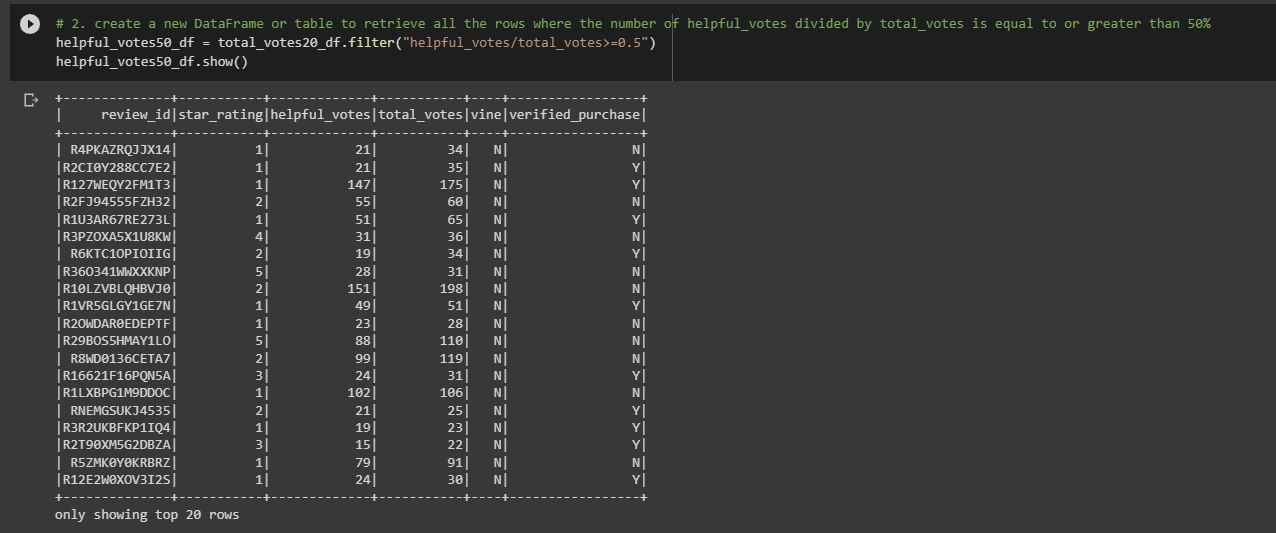 # 2. create a new DataFrame or table to retrieve all the rows where the number of helpful_votes divided by total_votes is equal to or greater than 50%
helpful_votes50_df = total_votes20_df.filter("helpful_votes/total_votes>=0.5")
helpful_votes50_df.show()
+--------------+-----------+-------------+-----------+----+-----------------+
|     review_id|star_rating|helpful_votes|total_votes|vine|verified_purchase|
+--------------+-----------+-------------+-----------+----+-----------------+
| R4PKAZRQJJX14|          1|           21|         34|   N|                N|
|R2CI0Y288CC7E2|          1|           21|         35|   N|                Y|
|R127WEQY2FM1T3|          1|          147|        175|   N|                Y|
|R2FJ94555FZH32|          2|           55|         60|   N|                N|
|R1U3AR67RE273L|          1|           51|         65|   N|                Y|
|R3PZOXA5X1U8KW|          4|           31|         36|   N|                N|
| R6KTC1OPIOIIG|          2|           19|         34|   N|                Y|
|R36O341WWXXKNP|          5|           28|         31|   N|                N|
|R10LZVBLQHBVJ0|          2|          151|        198|   N|                N|
|R1VR5GLGY1GE7N|          1|           49|         51|   N|                Y|
|R2OWDAR0EDEPTF|          1|           23|         28|   N|                N|
|R29BOS5HMAY1LO|          5|           88|        110|   N|                N|
| R8WD0136CETA7|          2|           99|        119|   N|                N|
|R16621F16PQN5A|          3|           24|         31|   N|                Y|
|R1LXBPG1M9DDOC|          1|          102|        106|   N|                N|
| RNEMGSUKJ4535|          2|           21|         25|   N|                Y|
|R3R2UKBFKP1IQ4|          1|           19|         23|   N|                Y|
|R2T90XM5G2DBZA|          3|           15|         22|   N|                Y|
| R5ZMK0Y0KRBRZ|          1|           79|         91|   N|                N|
|R12E2W0XOV3I2S|          1|           24|         30|   N|                Y|
+--------------+-----------+-------------+-----------+----+-----------------+
only showing top 20 rows